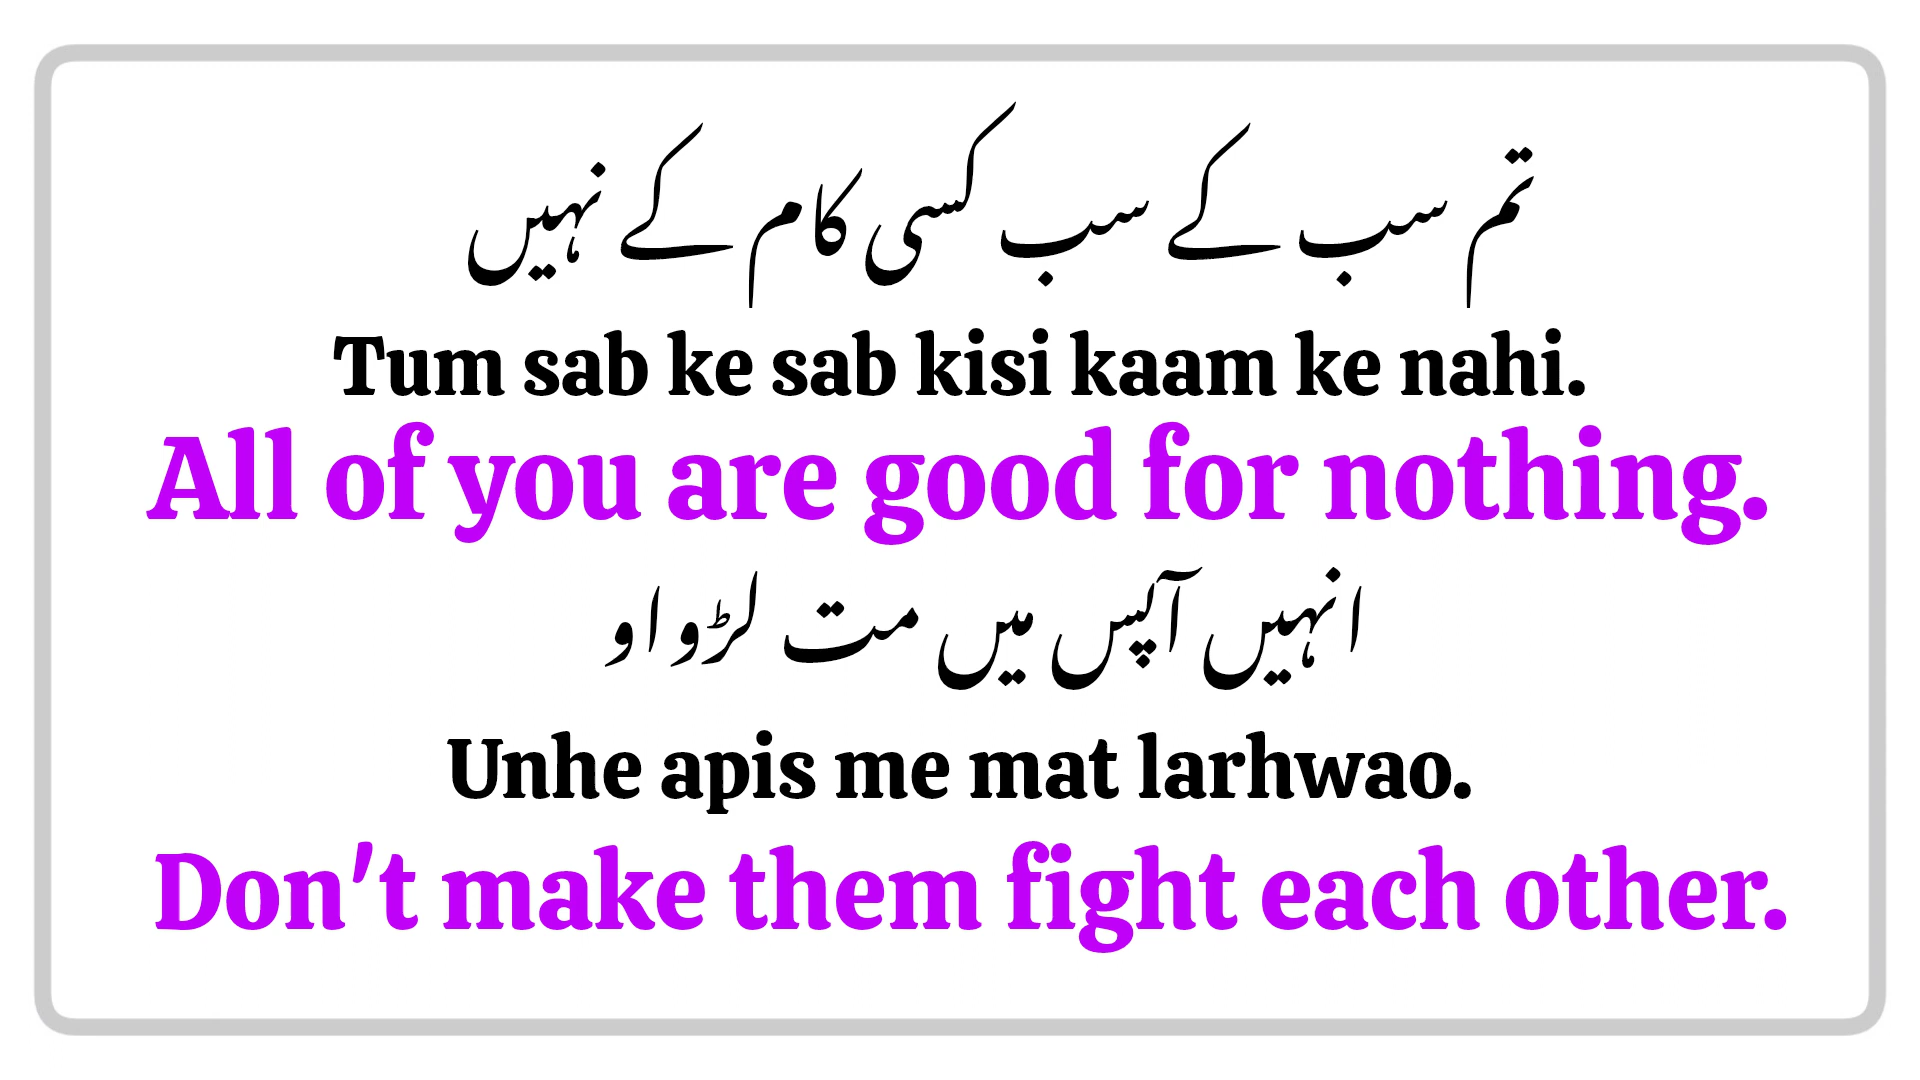 تم سب کے سب کسی کام کے نہیں
Tum sab ke sab kisi kaam ke nahi.
All of you are good for nothing.
انہیں آپس میں مت لڑواو
Unhe apis me mat larhwao.
Don't make them fight each other.